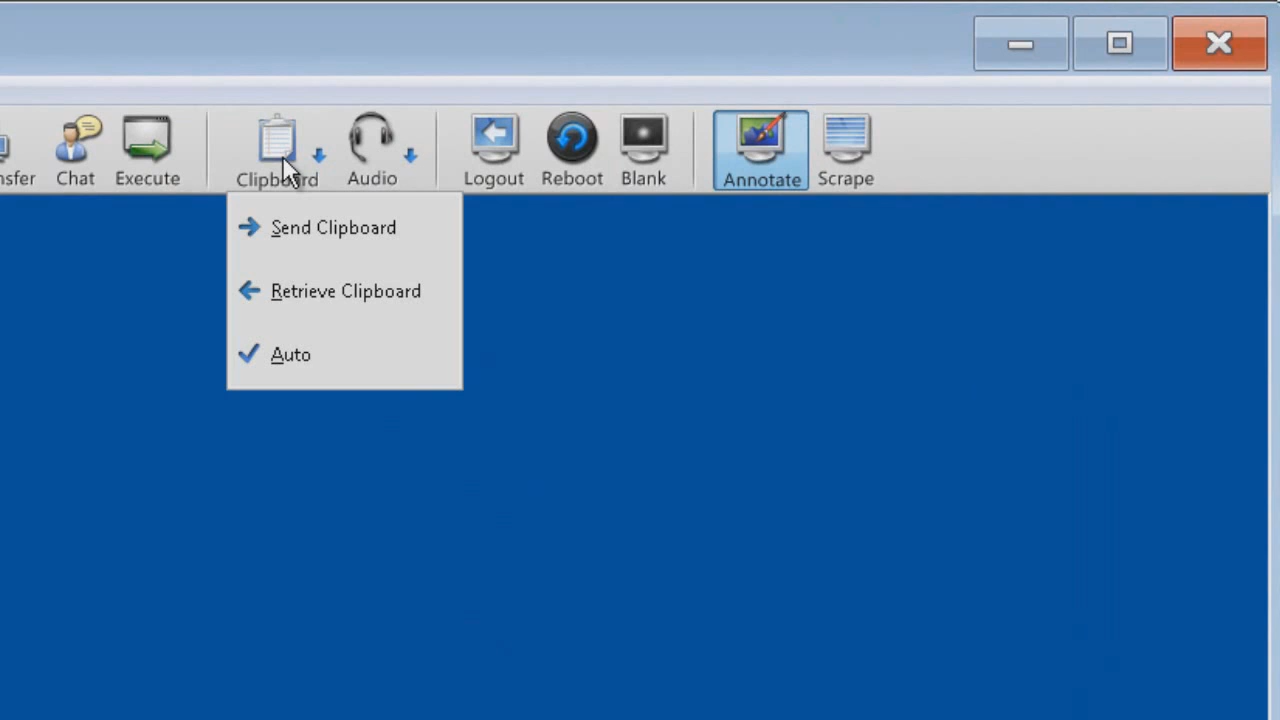 nsfer Chat Execute Clipboard Audio Logout Reboot Blank Annotate Scrape
Send Clipboard
Retrieve Clipboard
Auto